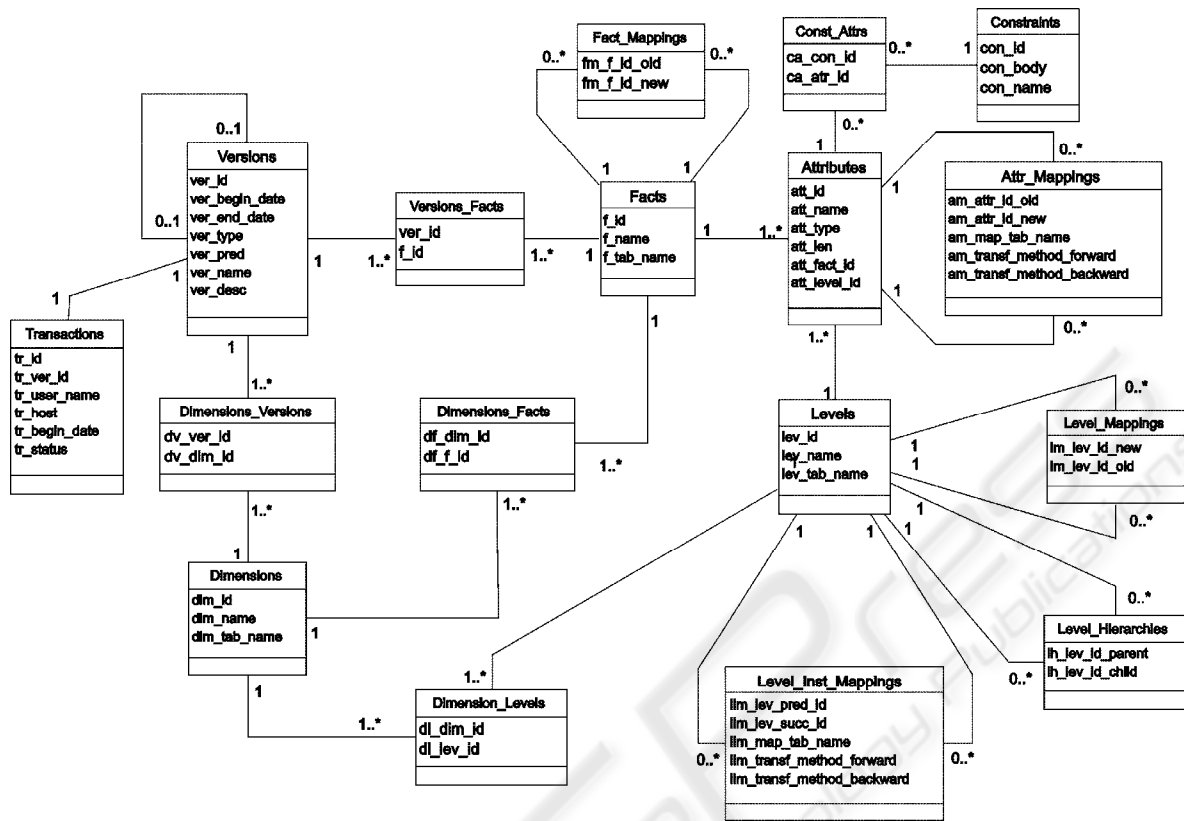 Versions
ver_id
ver_begin_date
ver_end_date
ver_type
ver_pred
ver_name
ver_desc
0..1
0..1
1
1
1
Transactions
tr_id
tr_ver_id
tr_user_name
tr_host
tr_begin_date
tr_status
1
Versions_Facts
ver_id
f_id
1..*
1..*
Fact_Mappings
fm_f_id_old
fm_f_id_new
0..*
0..*
Facts
f_id
f_name
f_tab_name
1
1
1
1
1
Const_Attrs
ca_con_id
ca_atr_id
0..*
0..*
Constraints
con_id
con_body
con_name
1
Attributes
att_id
att_name
att_type
att_len
att_fact_id
att_level_id
1
1..*
1
1
1..*
Attr_Mappings
am_attr_id_old
am_attr_id_new
am_map_tab_name
am_transf_method_forward
am_transf_method_backward
0..*
0..*
Dimensions_Versions
dv_ver_id
dv_dim_id
1..*
1..*
Dimensions_Facts
df_dim_id
df_f_id
1..*
1..*
Levels
lev_id
lev_name
lev_tab_name
1
1
1
1
1
1
1
Level_Mappings
lm_lev_id_new
lm_lev_id_old
0..*
0..*
Dimensions
dim_id
dim_name
dim_tab_name
1
1
1
Dimension_Levels
dl_dim_id
dl_lev_id
1..*
1..*
Level_Inst_Mappings
lim_lev_pred_id
lim_lev_succ_id
lim_map_tab_name
lim_transf_method_forward
lim_transf_method_backward
0..*
0..*
Level_Hierarchies
lh_lev_id_parent
lh_lev_id_child
0..*
0..*
Press
Publications